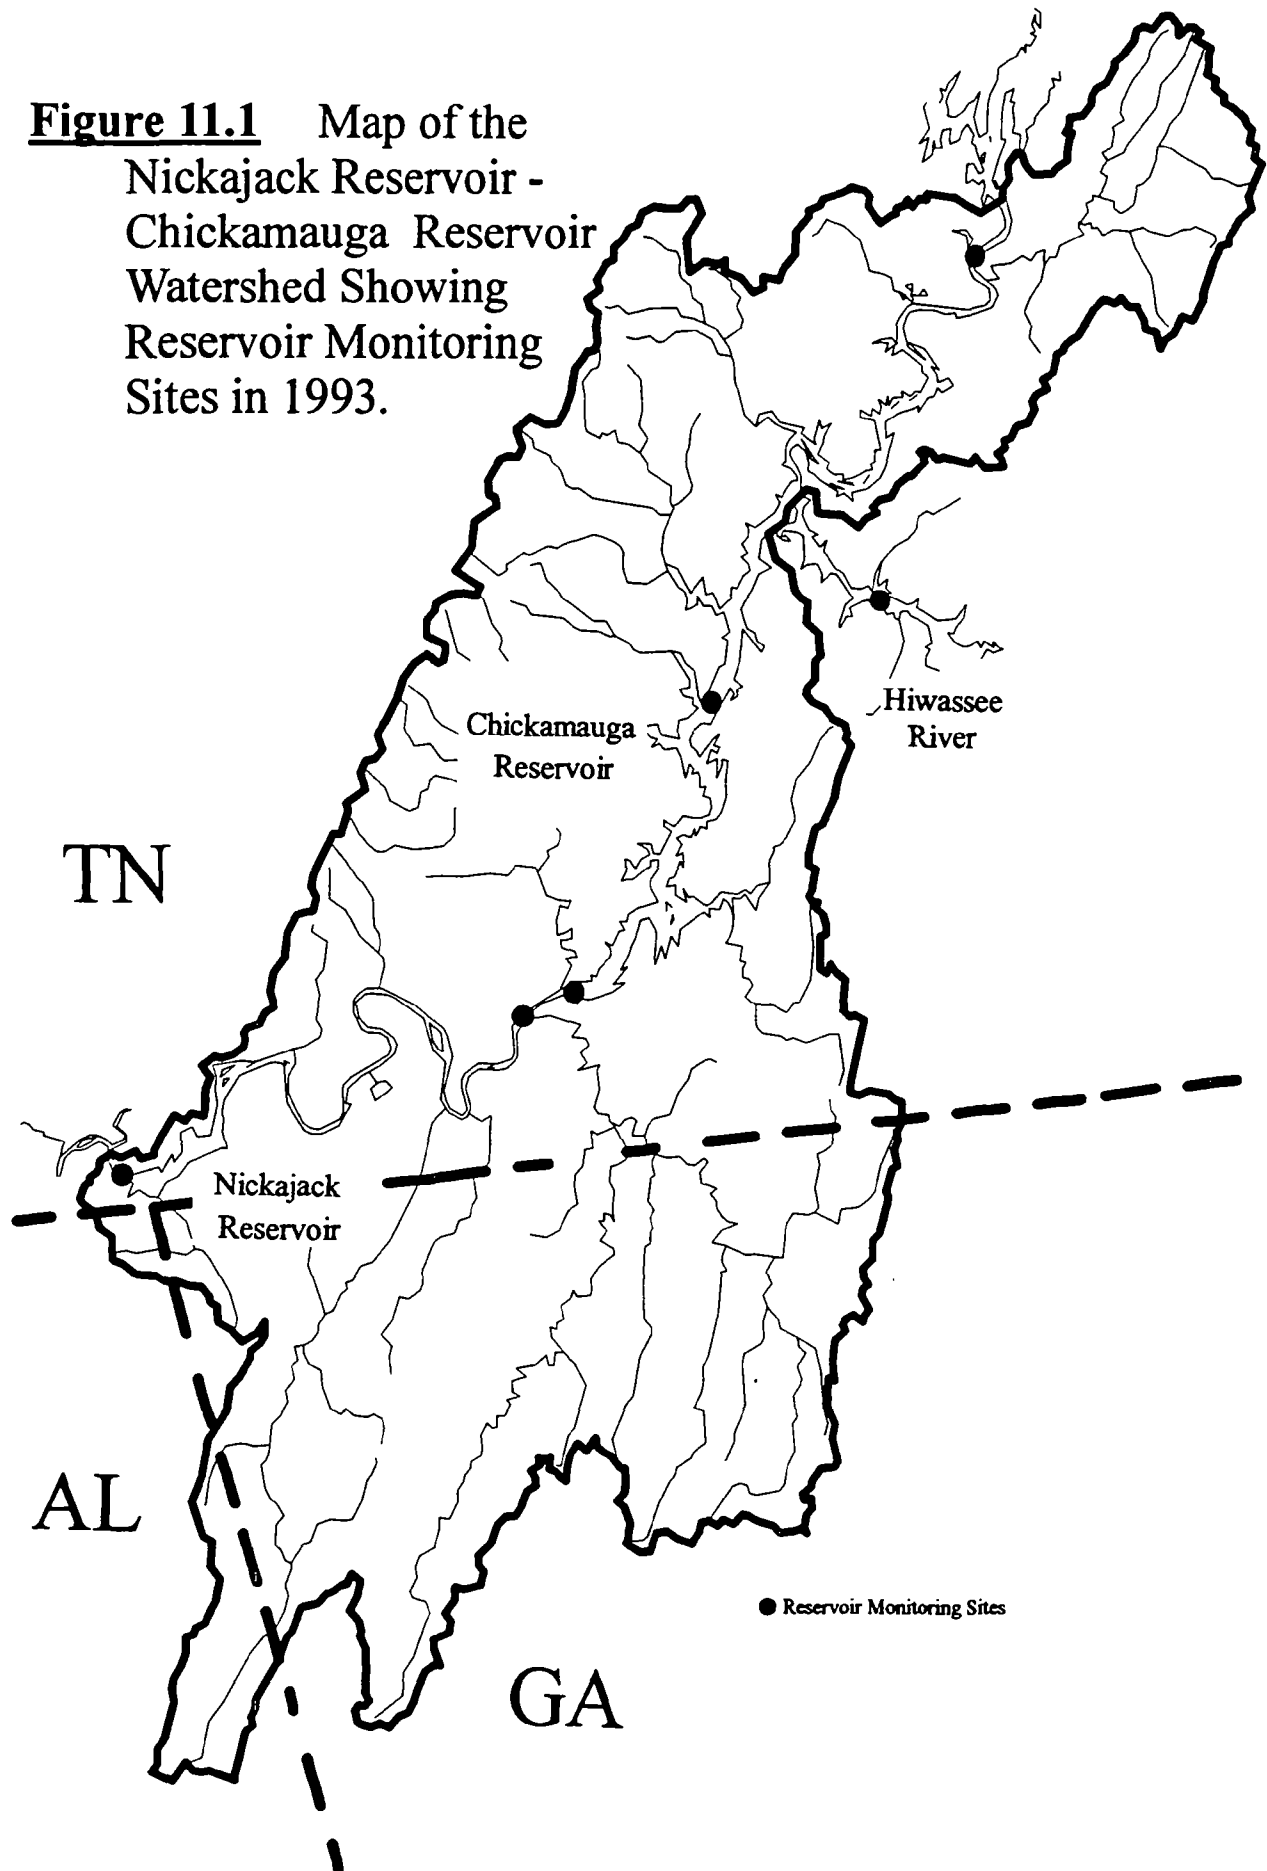 Figure 11.1 Map of the
Nickajack Reservoir -
Chickamauga Reservoir
Watershed Showing
Reservoir Monitoring
Sites in 1993.
Hiwassee
River
Chickamauga
Reservoir
TN
Nickajack
Reservoir
AL
Reservoir Monitoring Sites
GA